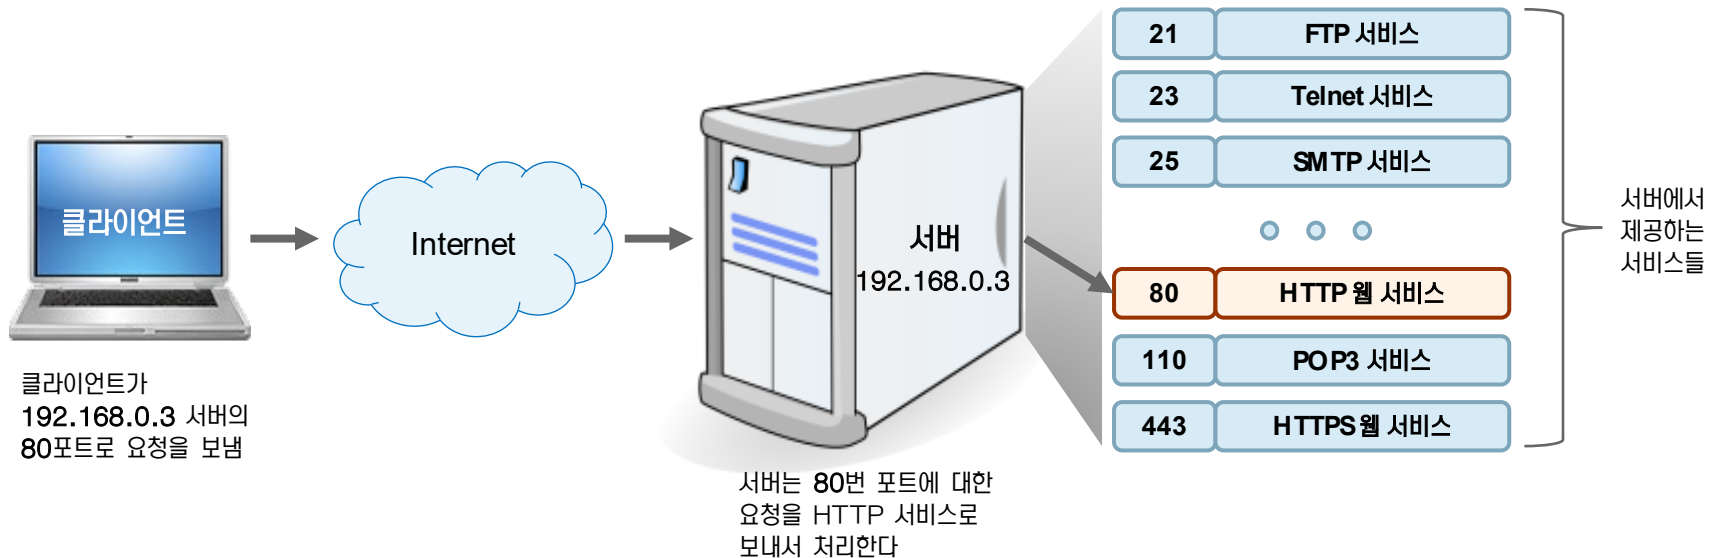 클라이언트
클라이언트가
192.168.0.3 서버의
80포트로 요청을 보냄
Internet
서버
192.168.0.3
서버는 80번 포트에 대한
요청을 HTTP 서비스로
보내서 처리한다
21 FTP 서비스
23 Telnet 서비스
25 SMTP 서비스
80 HTTP 웹 서비스
110 POP3 서비스
443 HTTPS 웹 서비스
서버에서
제공하는
서비스들